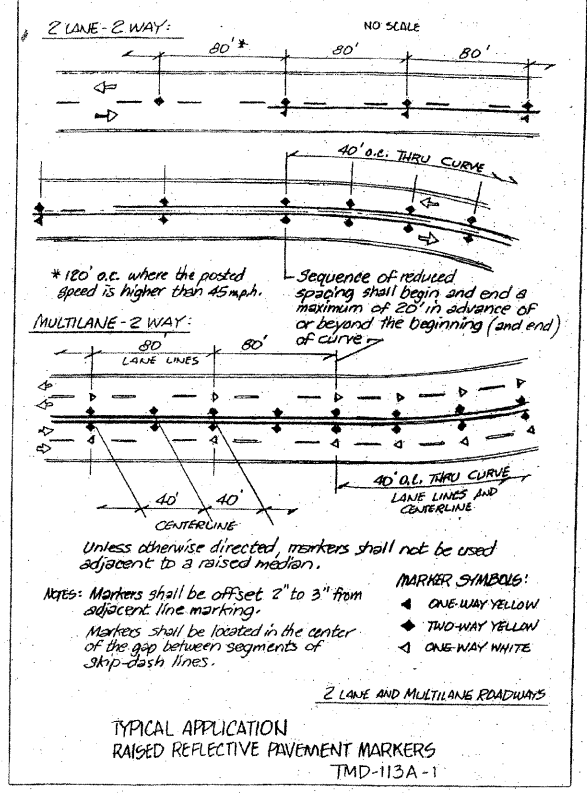 2 LANE-2 WAY:
NO SCALE
80' *
80'
80'
40' o.c. THRU CURVE
* 120' o.c. where the posted
speed is higher than 45 m.p.h.
Sequence of reduced
spacing shall begin and end a
maximum of 20' in advance of
or beyond the beginning (and end)
of curve
MULTILANE-2 WAY:
80
80'
LANE LINES
40'
40'
CENTERLINE
40' O.C. THRU CURVE
LANE LINES AND
CENTERLINE
Unless otherwise directed, markers shall not be used
adjacent to a raised median.
NOTES: Markers shall be offset 2" to 3" from
adjacent line marking.
Markers shall be located in the center
of the gap between segments of
skip-dash lines.
MARKER SYMBOLS:
ONE-WAY YELLOW
TWO-WAY YELLOW
ONE-WAY WHITE
2 LANE AND MULTILANE ROADWAYS
TYPICAL APPLICATION
RAISED REFLECTIVE PAVEMENT MARKERS
TMD-113A-1